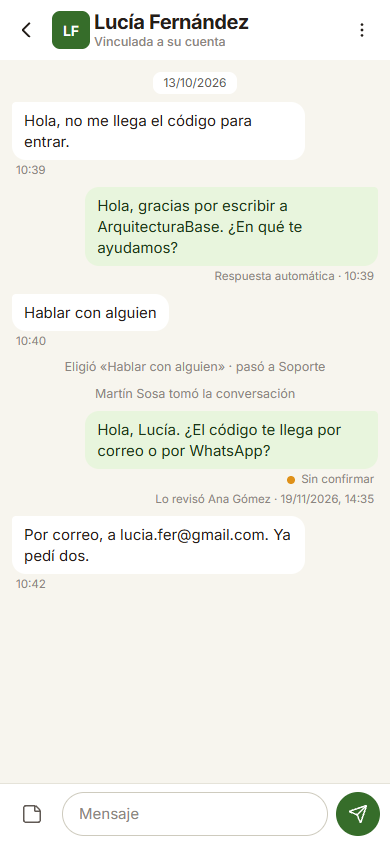 LF
Lucía Fernández
Vinculada a su cuenta
13/10/2026
Hola, no me llega el código para
entrar.
10:39
Hola, gracias por escribir a
ArquitecturaBase. ¿En qué te
ayudamos?
Respuesta automática · 10:39
Hablar con alguien
10:40
Eligió «Hablar con alguien» · pasó a Soporte
Martín Sosa tomó la conversación
Hola, Lucía. ¿El código te llega por
correo o por WhatsApp?
Sin confirmar
Lo revisó Ana Gómez · 19/11/2026, 14:35
Por correo, a lucia.fer@gmail.com. Ya
pedí dos.
10:42
Mensaje